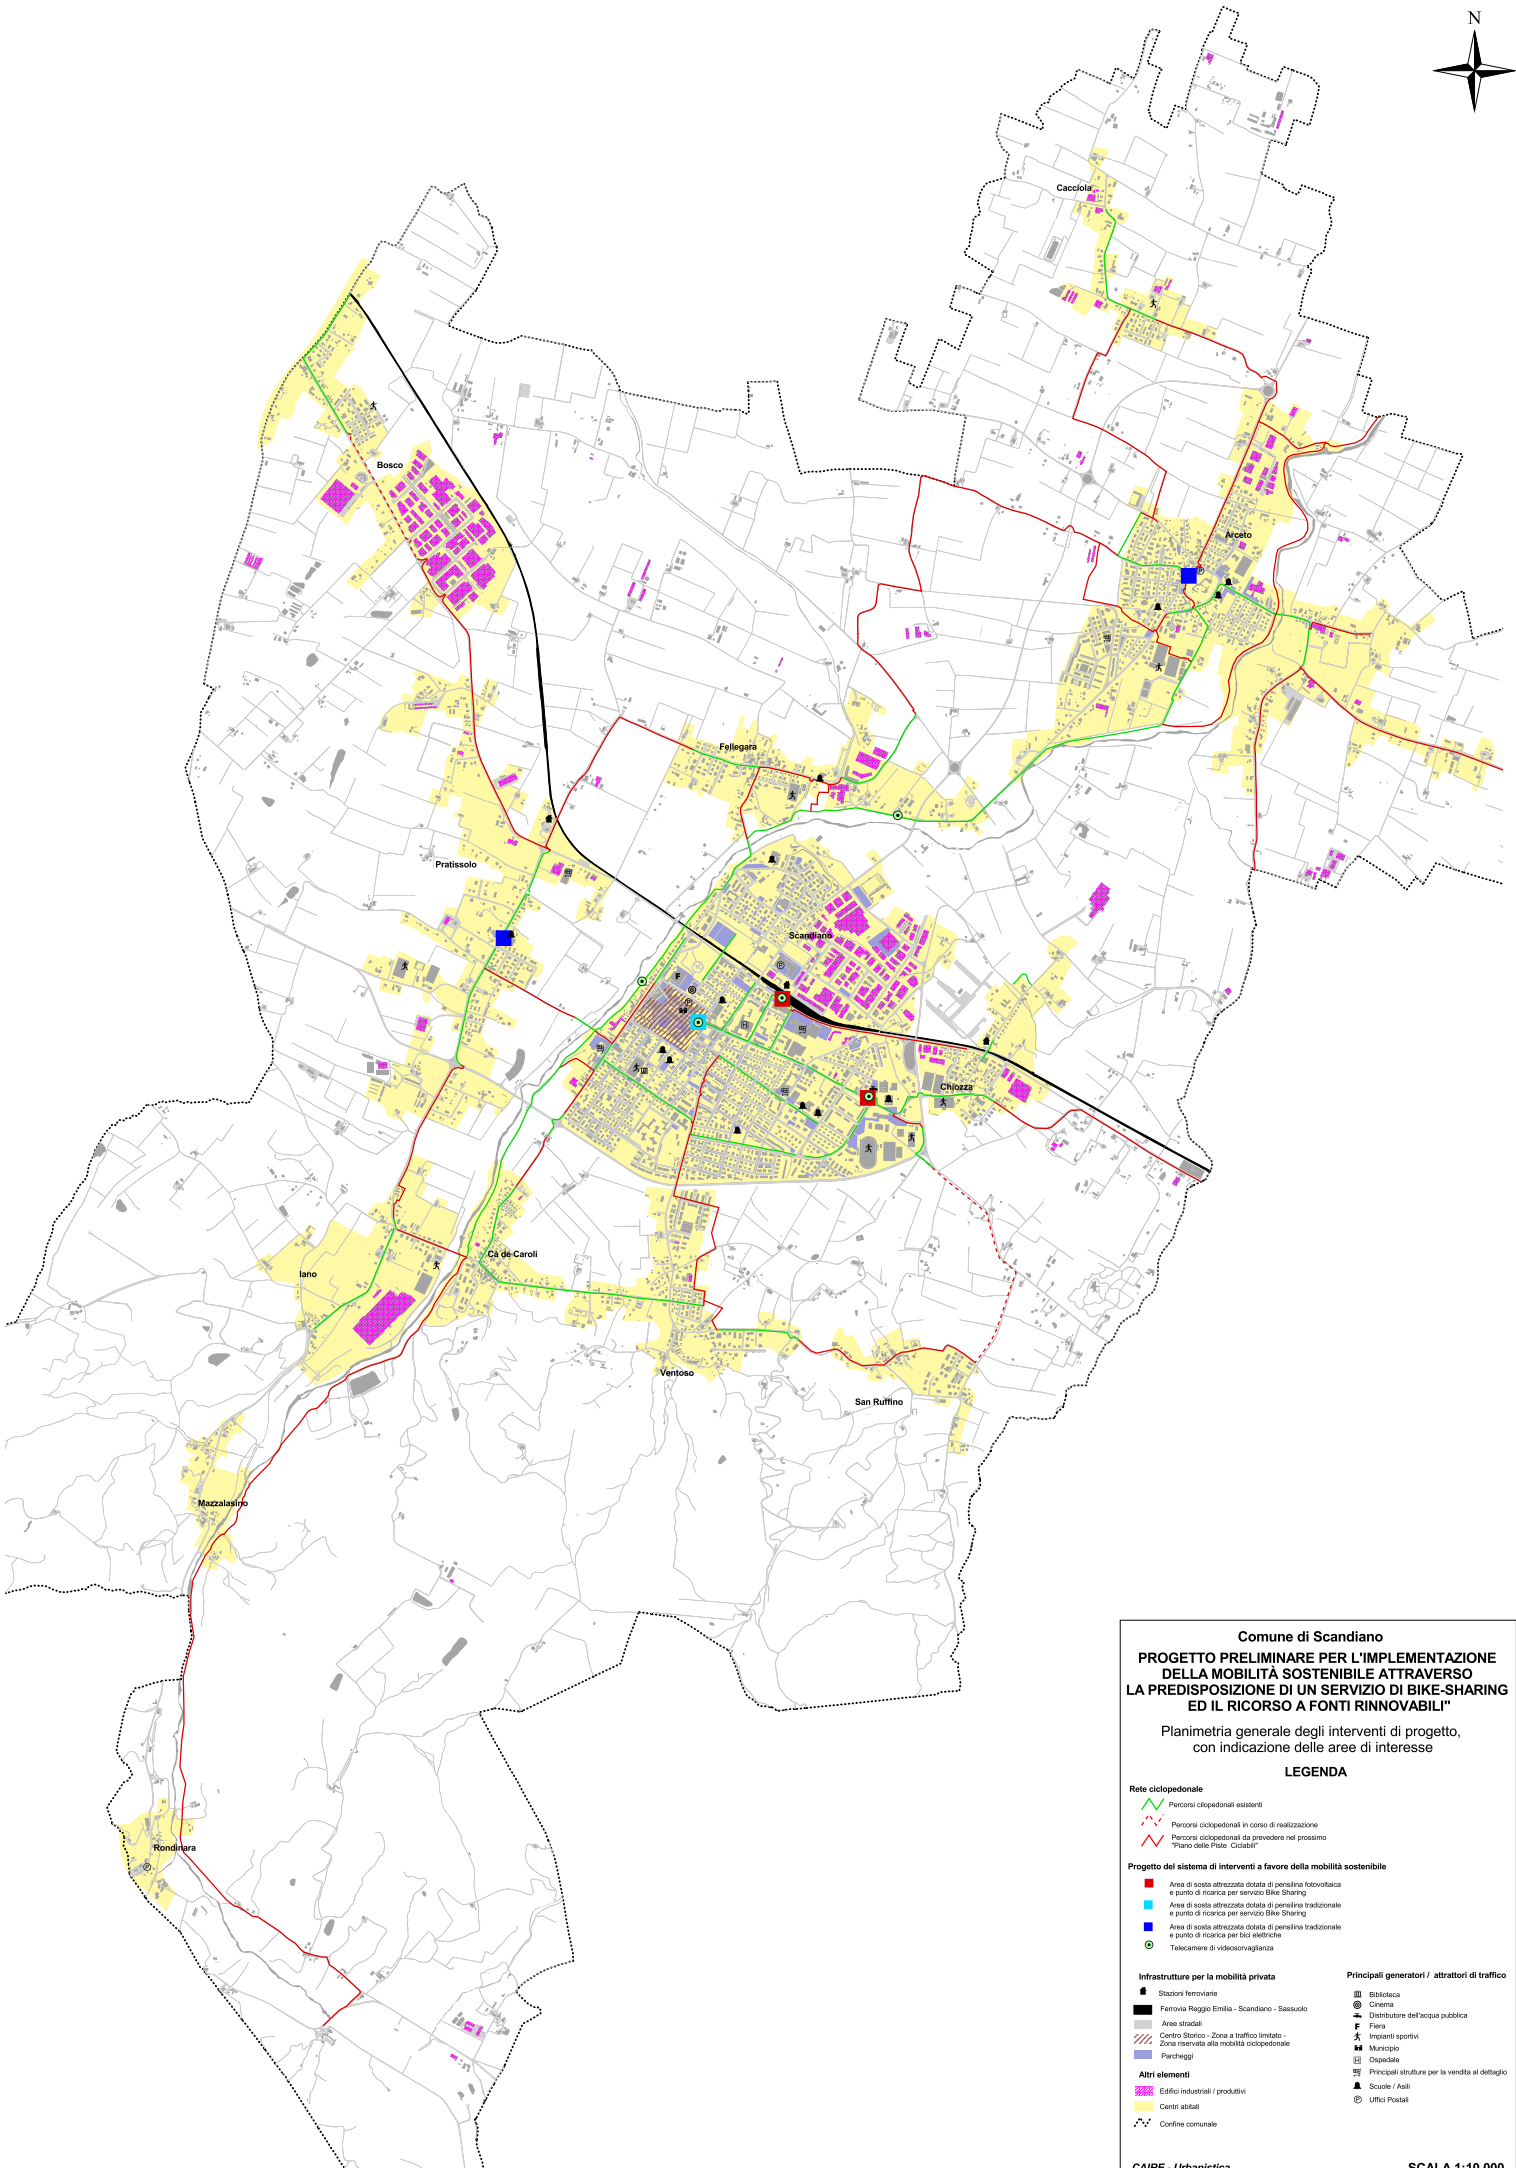 N
Cacciola
Bosco
Arceto
Fellegara
Pratissolo
Scandiano
F
P
P
P
H
Chiozza
Cà de Caroli
Iano
Ventoso
San Ruffino
Mazzalasino
Rondinara
P
Comune di Scandiano
PROGETTO PRELIMINARE PER L'IMPLEMENTAZIONE
DELLA MOBILITÀ SOSTENIBILE ATTRAVERSO
LA PREDISPOSIZIONE DI UN SERVIZIO DI BIKE-SHARING
ED IL RICORSO A FONTI RINNOVABILI"
Planimetria generale degli interventi di progetto,
con indicazione delle aree di interesse
LEGENDA
Rete ciclopedonale
Percorsi cilopedonali esistenti
Percorsi ciclopedonali in corso di realizzazione
Percorsi ciclopedonali da prevedere nel prossimo
"Piano delle Piste Ciclabili"
Progetto del sistema di interventi a favore della mobilità sostenibile
Area di sosta attrezzata dotata di pensilina fotovoltaica
e punto di ricarica per servizio Bike Sharing
Area di sosta attrezzata dotata di pensilina tradizionale
e punto di ricarica per servizio Bike Sharing
Area di sosta attrezzata dotata di pensilina tradizionale
e punto di ricarica per bici elettriche
Telecamere di videosorvaglianza
Infrastrutture per la mobilità privata
Stazioni ferroviarie
Ferrovia Reggio Emilia - Scandiano - Sassuolo
Aree stradali
Centro Storico - Zona a traffico limitato -
Zona riservata alla mobilità ciclopedonale
Parcheggi
Altri elementi
Edifici industriali / produttivi
Centri abitati
Confine comunale
Principali generatori / attrattori di traffico
Biblioteca
Cinema
Distributore dell'acqua pubblica
F Fiera
Impianti sportivi
Municipio
H Ospedale
Principali strutture per la vendita al dettaglio
Scuole / Asili
P Uffici Postali
CAIRE - Urbanistica
SCALA 1:10.000